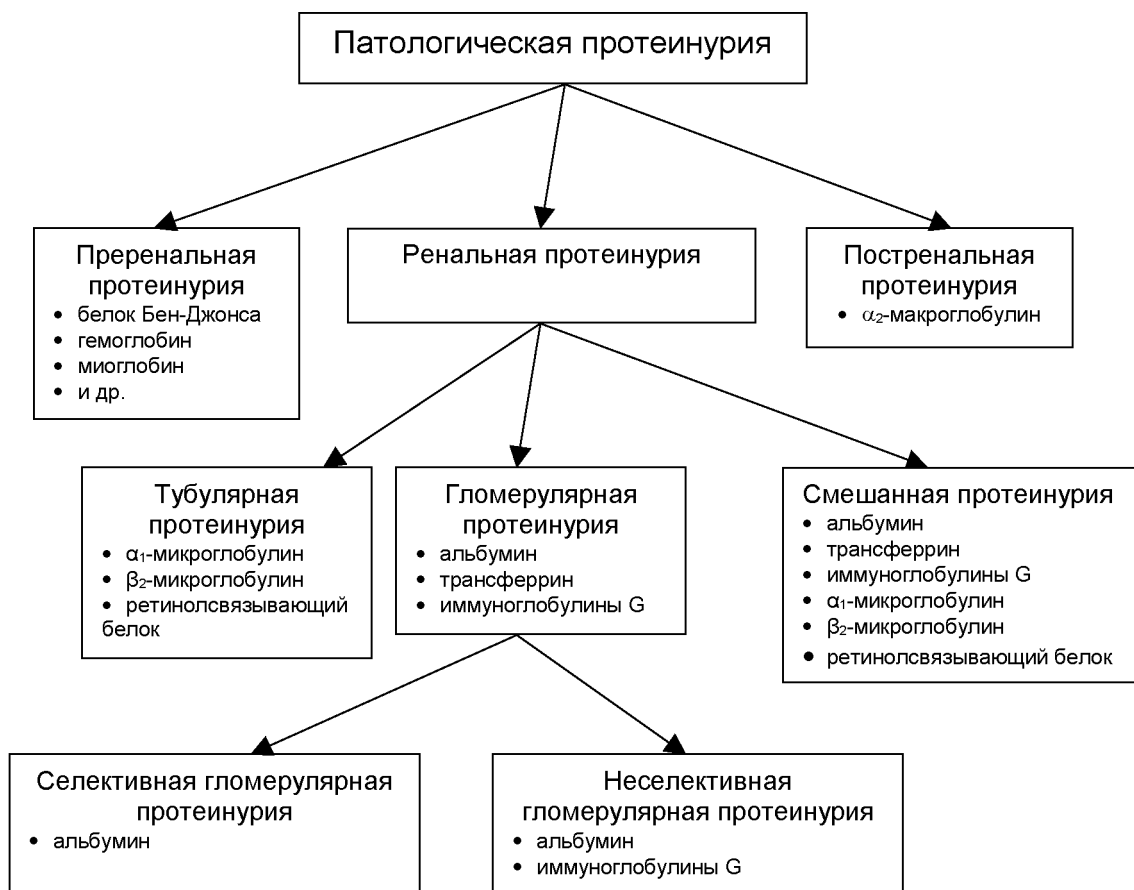 Патологическая протеинурия
Преренальная
протеинурия
• белок Бен-Джонса
• гемоглобин
• миоглобин
• и др.
Ренальная протеинурия
Постренальная
протеинурия
• α₂-макроглобулин
Тубулярная
протеинурия
• α₁-микроглобулин
• β₂-микроглобулин
• ретинолсвязывающий
белок
Гломерулярная
протеинурия
• альбумин
• трансферрин
• иммуноглобулины G
Смешанная протеинурия
• альбумин
• трансферрин
• иммуноглобулины G
• α₁-микроглобулин
• β₂-микроглобулин
• ретинолсвязывающий белок
Селективная гломерулярная
протеинурия
• альбумин
Неселективная
гломерулярная протеинурия
• альбумин
• иммуноглобулины G